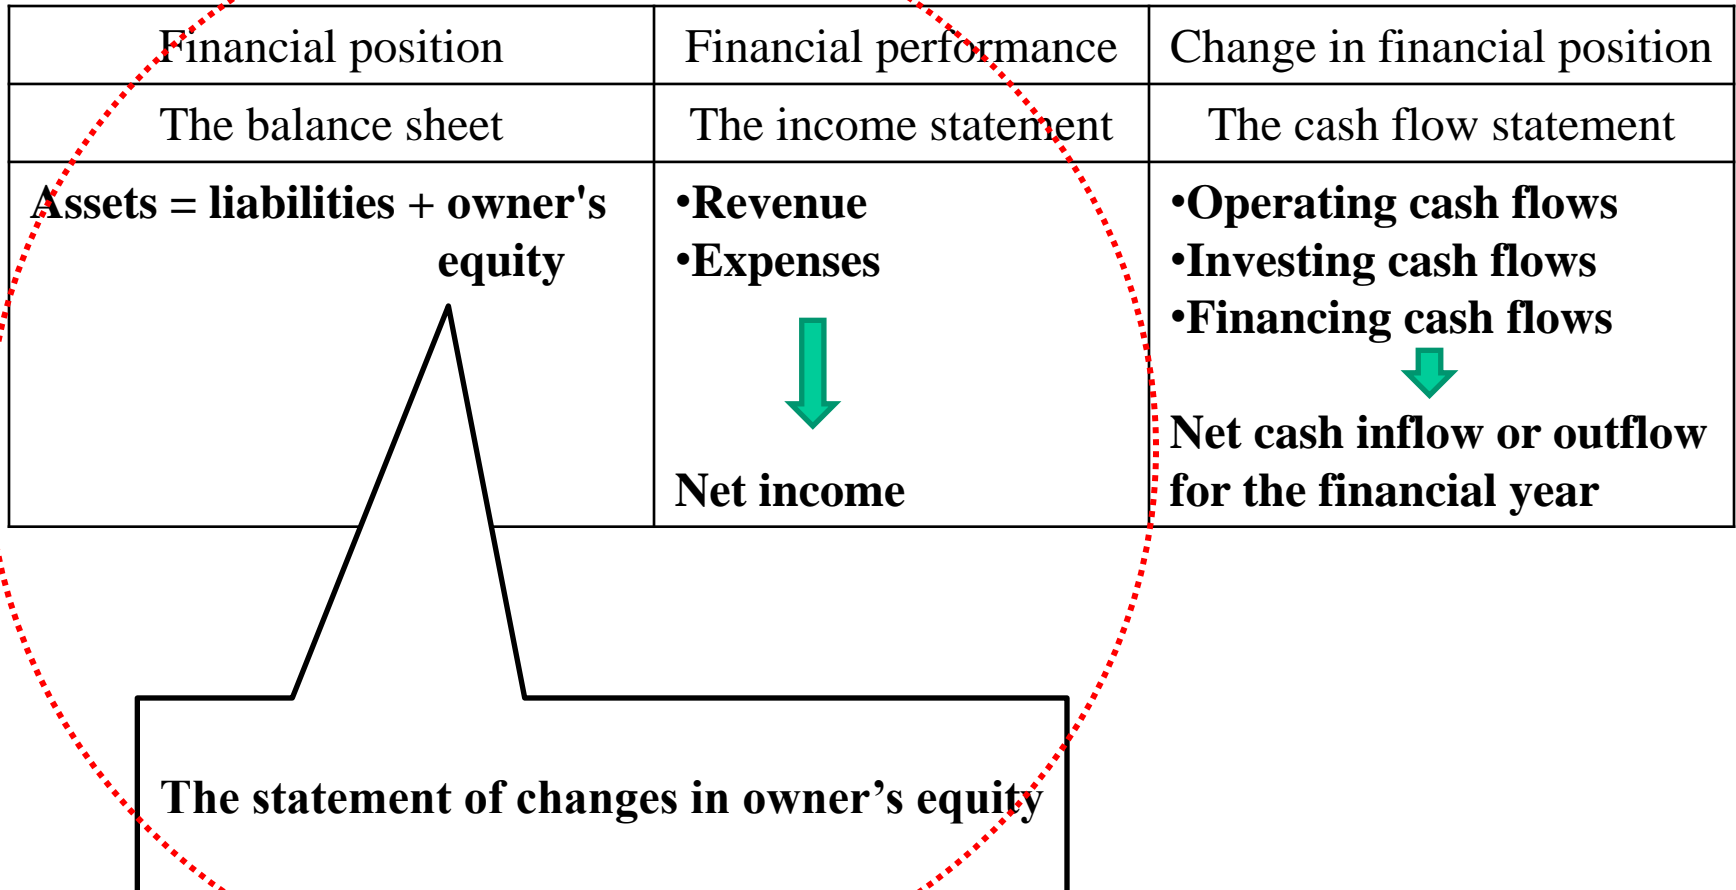 Financial position
Financial performance
Change in financial position
The balance sheet
The income statement
The cash flow statement
Assets = liabilities + owner's
equity
•Revenue
•Expenses
Net income
•Operating cash flows
•Investing cash flows
•Financing cash flows
Net cash inflow or outflow
for the financial year
The statement of changes in owner’s equity